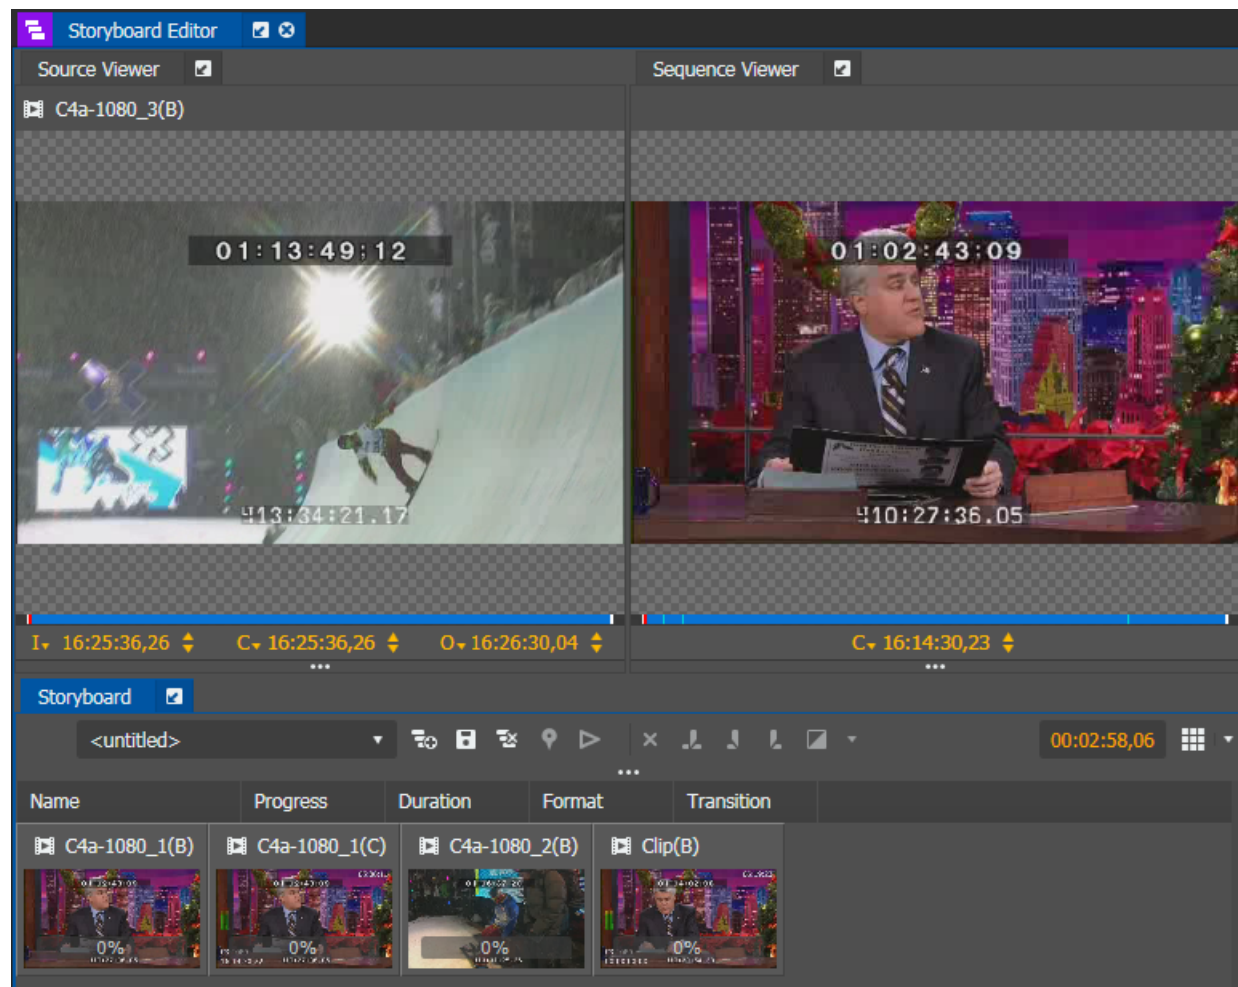 Storyboard Editor
Source Viewer
Sequence Viewer
C4a-1080_3(B)
01:13:49;12
01:02:43;09
13:34:21.17
10:27:36.05
I 16:25:36,26
C 16:25:36,26
O 16:26:30,04
C 16:14:30,23
Storyboard
<untitled>
00:02:58,06
Name Progress Duration Format Transition
C4a-1080_1(B)
C4a-1080_1(C)
C4a-1080_2(B)
Clip(B)
0%
0%
0%
0%